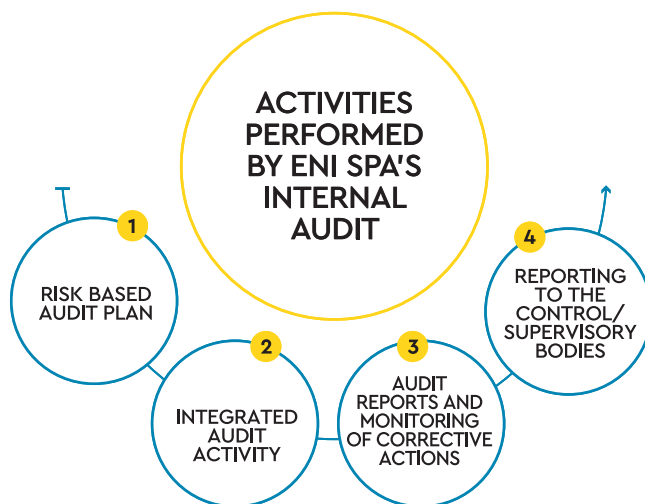 ACTIVITIES
PERFORMED
BY ENI SPA'S
INTERNAL
AUDIT
1
RISK BASED
AUDIT PLAN
2
INTEGRATED
AUDIT
ACTIVITY
3
AUDIT
REPORTS AND
MONITORING
OF CORRECTIVE
ACTIONS
4
REPORTING
TO THE
CONTROL/
SUPERVISORY
BODIES